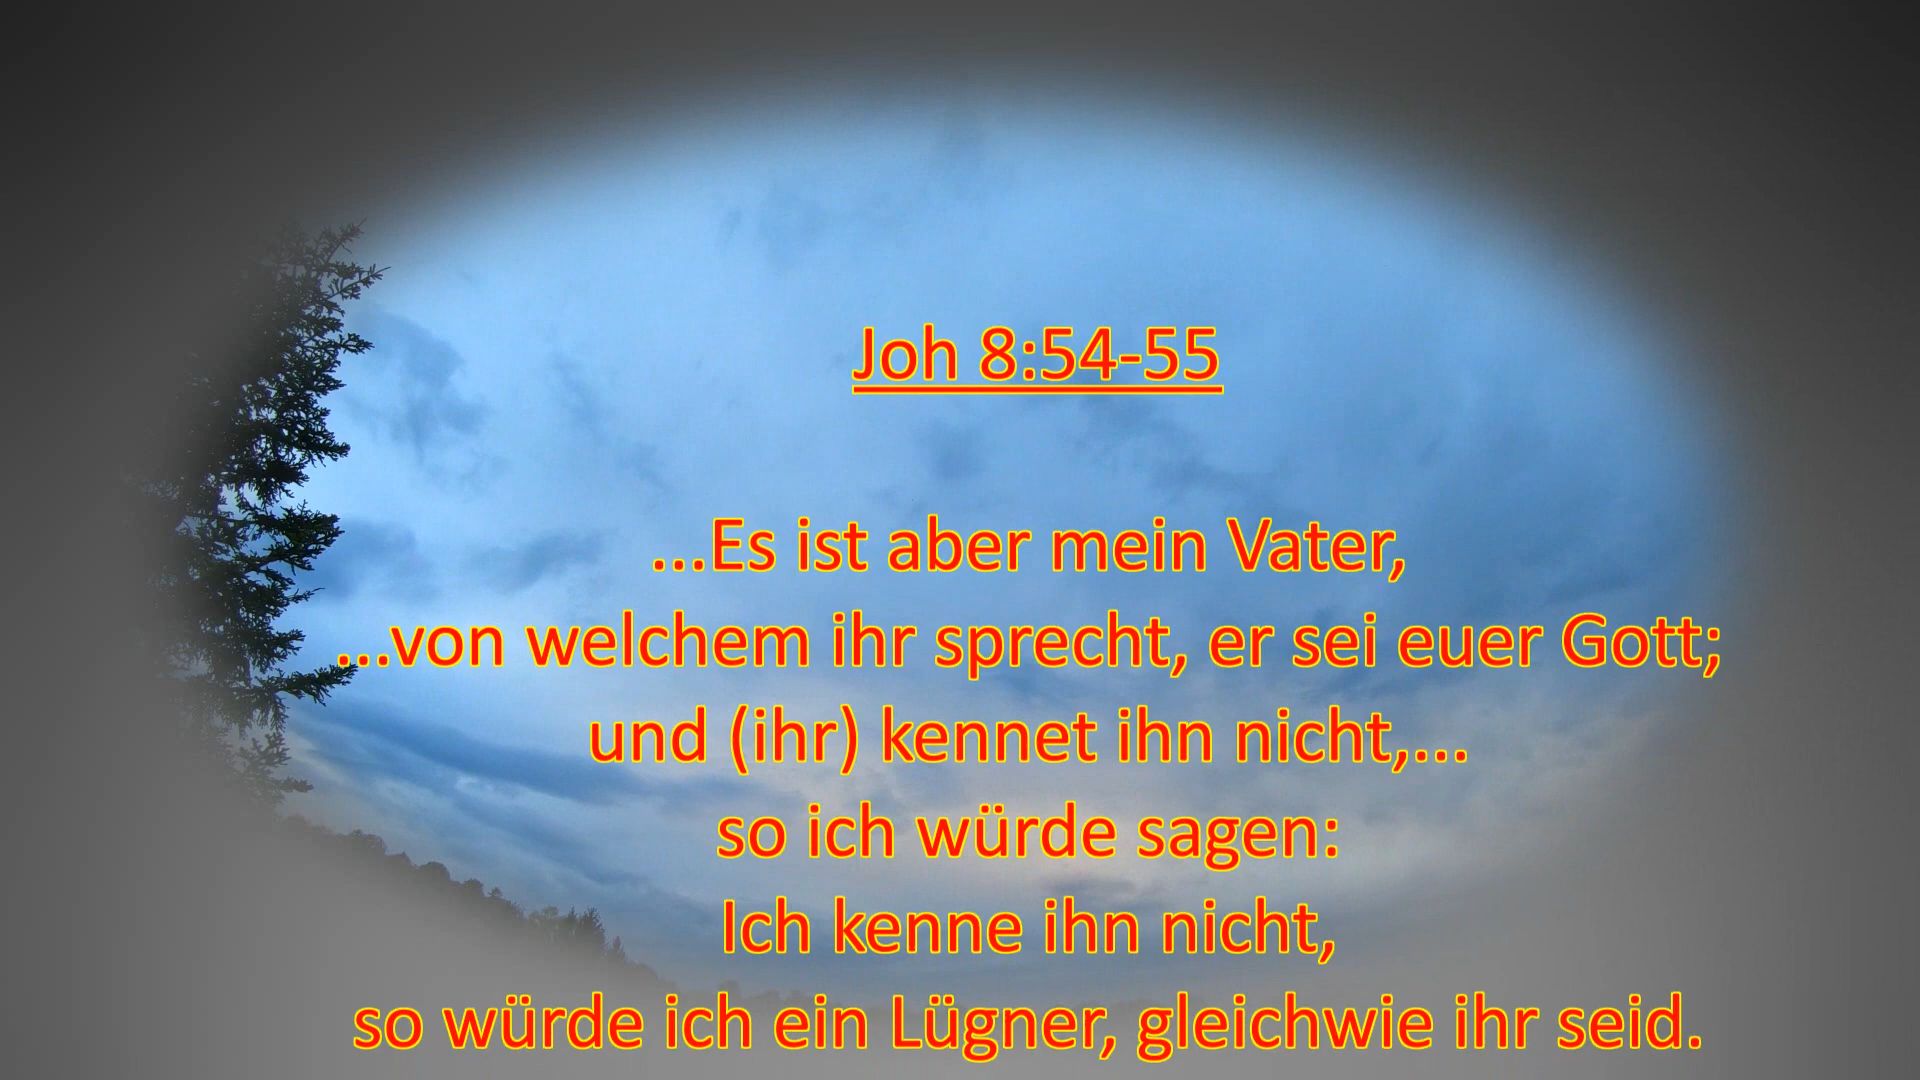 Joh 8:54-55
...Es ist aber mein Vater,
...von welchem ihr sprecht, er sei euer Gott;
und (ihr) kennet ihn nicht,...
so ich würde sagen:
Ich kenne ihn nicht,
so würde ich ein Lügner, gleichwie ihr seid.